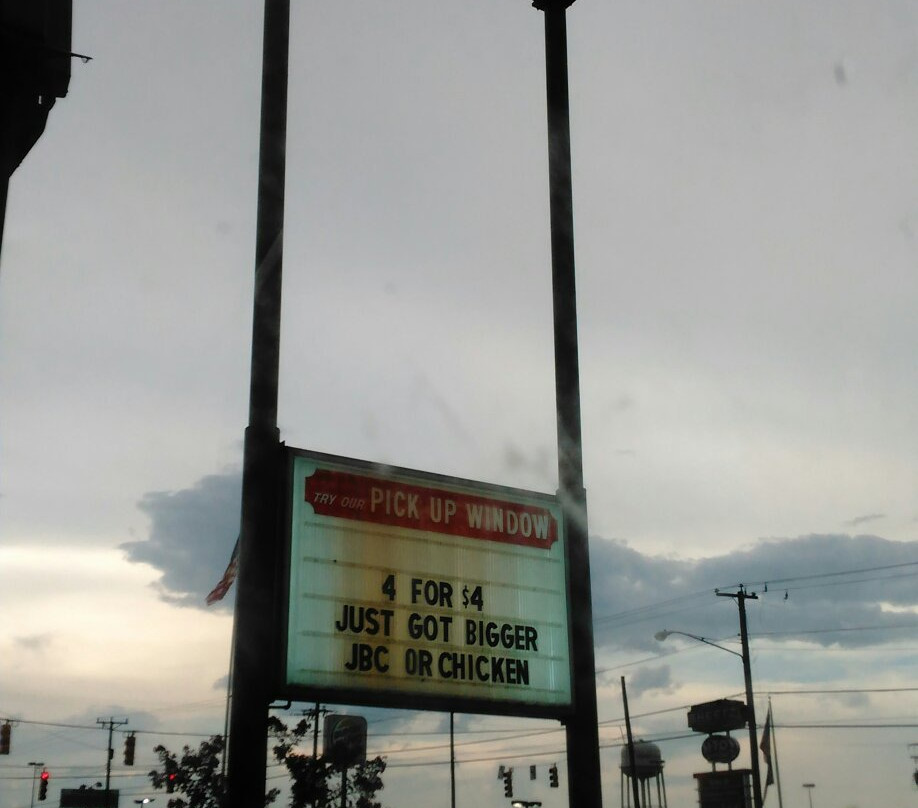 TRY OUR PICK UP WINDOW
4 FOR $4
JUST GOT BIGGER
JBC OR CHICKEN